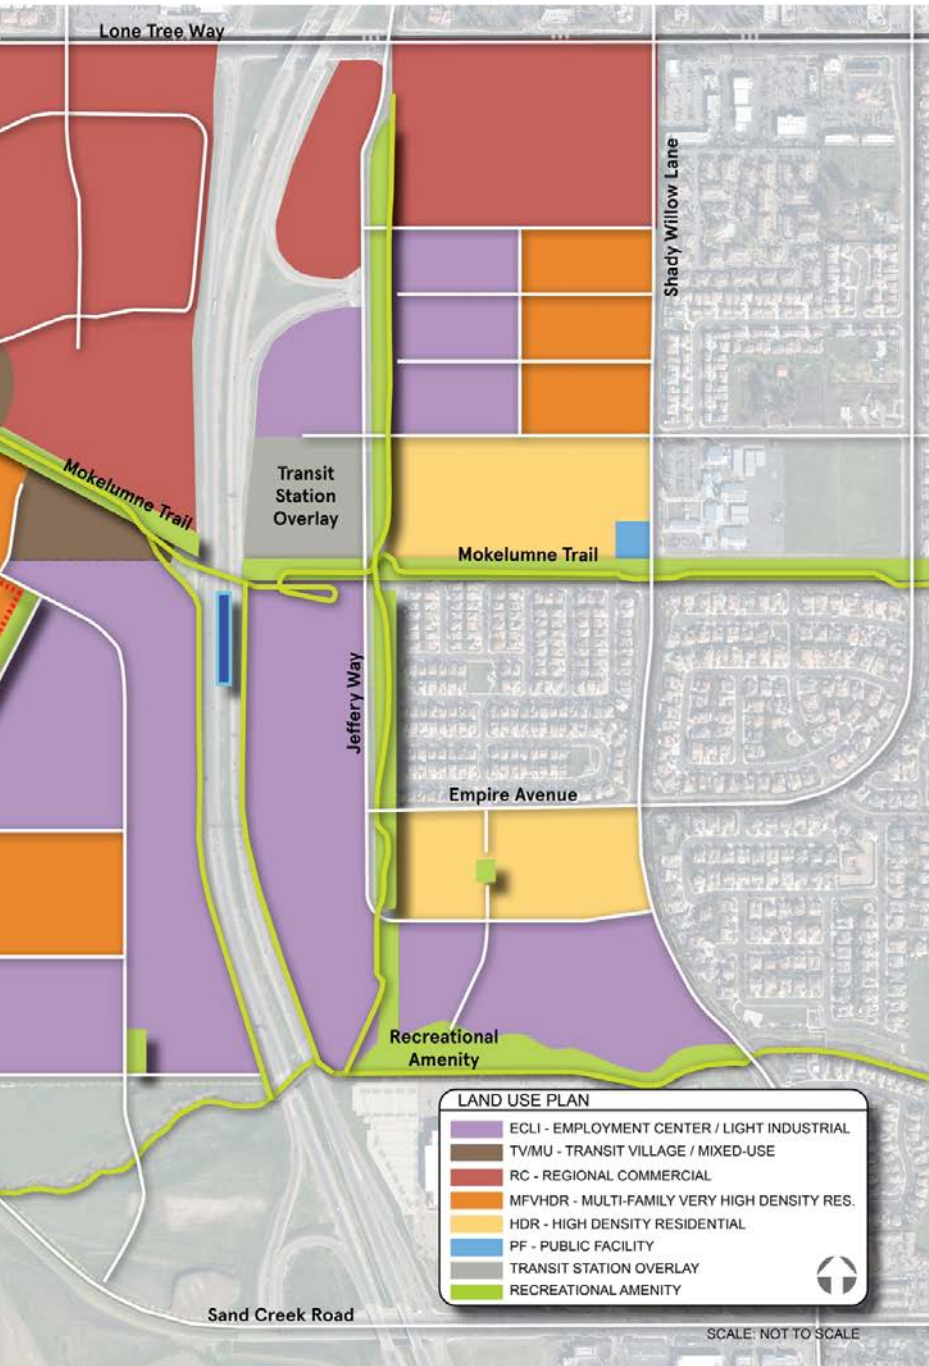 Lone Tree Way
Shady Willow Lane
Mokelumne Trail
Transit
Station
Overlay
Mokelumne Trail
Jeffery Way
Empire Avenue
Recreational
Amenity
LAND USE PLAN
ECLI - EMPLOYMENT CENTER / LIGHT INDUSTRIAL
TV/MU - TRANSIT VILLAGE / MIXED-USE
RC - REGIONAL COMMERCIAL
MFVHDR - MULTI-FAMILY VERY HIGH DENSITY RES.
HDR - HIGH DENSITY RESIDENTIAL
PF - PUBLIC FACILITY
TRANSIT STATION OVERLAY
RECREATIONAL AMENITY
Sand Creek Road
SCALE: NOT TO SCALE